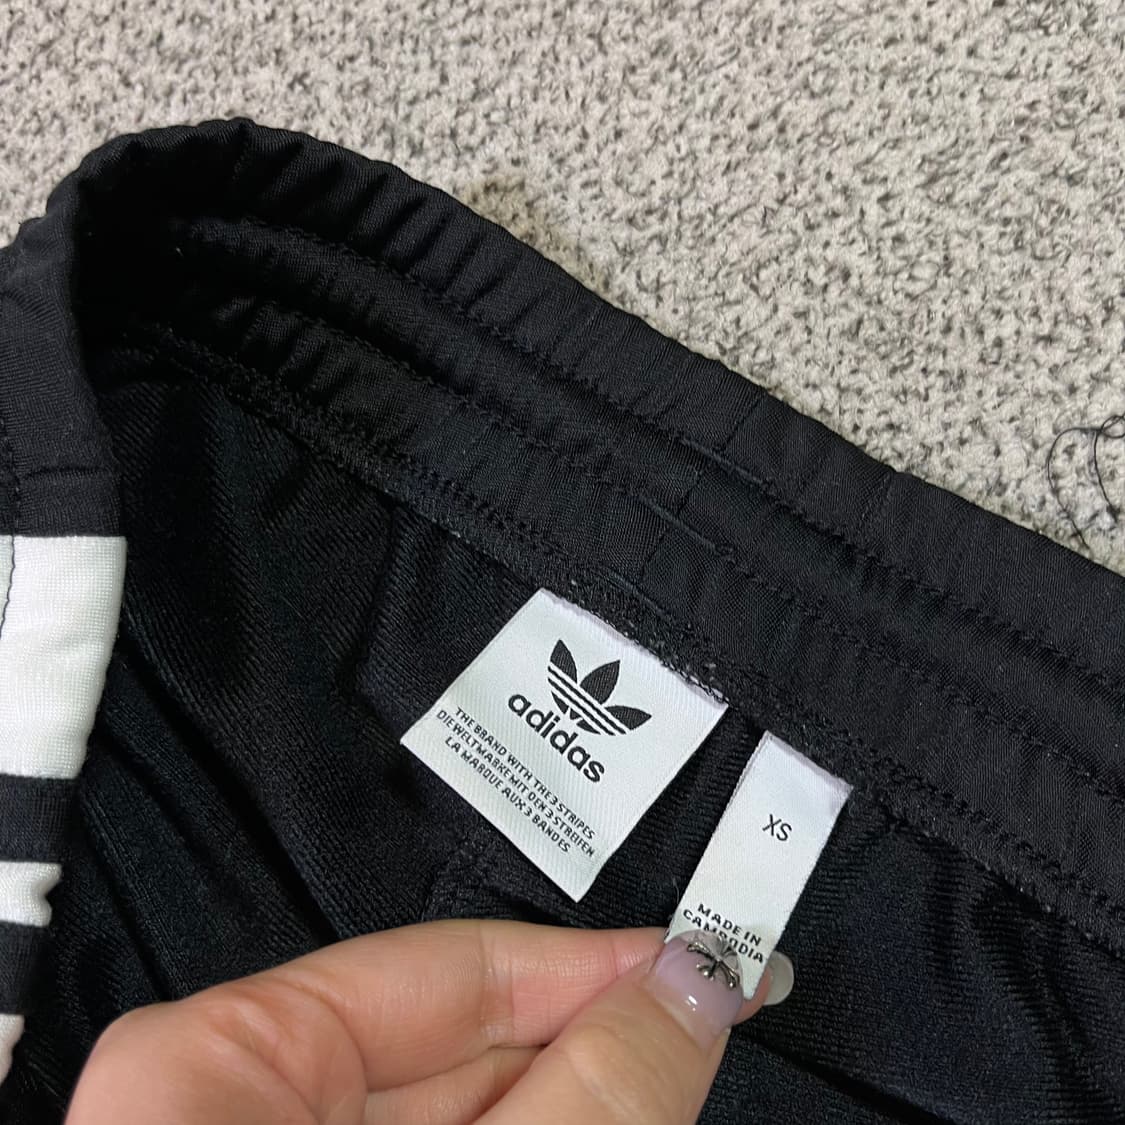 adidas
THE BRAND WITH THE 3 STRIPES
DIE WELTMARKE MIT DEN 3 STREIFEN
LA MARQUE AUX 3 BANDES
XS
MADE IN
CAMBODIA